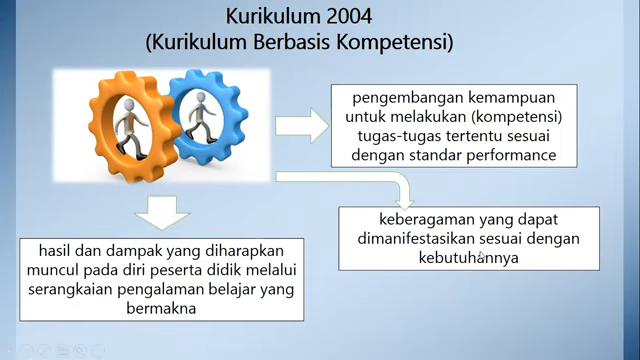 Kurikulum 2004
(Kurikulum Berbasis Kompetensi)
pengembangan kemampuan
untuk melakukan (kompetensi)
tugas-tugas tertentu sesuai
dengan standar performance
keberagaman yang dapat
dimanifestasikan sesuai dengan
kebutuhannya
hasil dan dampak yang diharapkan
muncul pada diri peserta didik melalui
serangkaian pengalaman belajar yang
bermakna